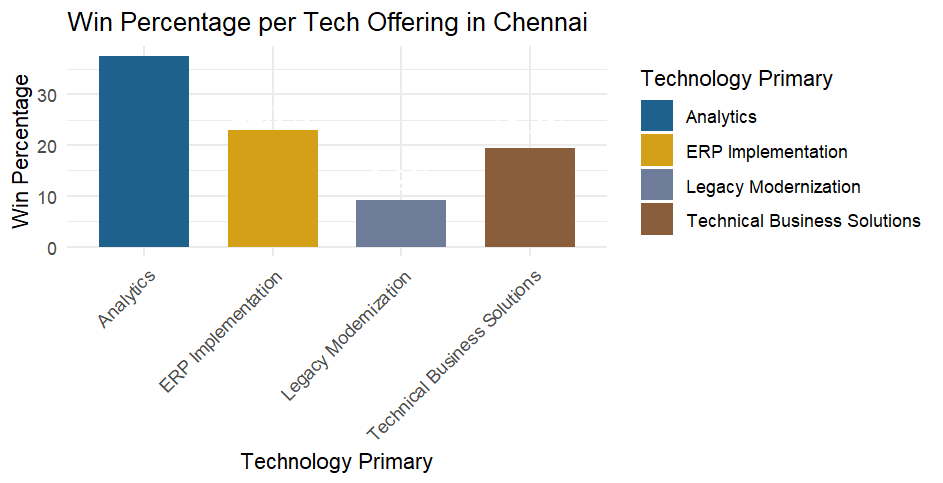 Win Percentage per Tech Offering in Chennai
Win Percentage
30
20
10
0
Analytics
ERP Implementation
Legacy Modernization
Technical Business Solutions
Technology Primary
Technology Primary
Analytics
ERP Implementation
Legacy Modernization
Technical Business Solutions